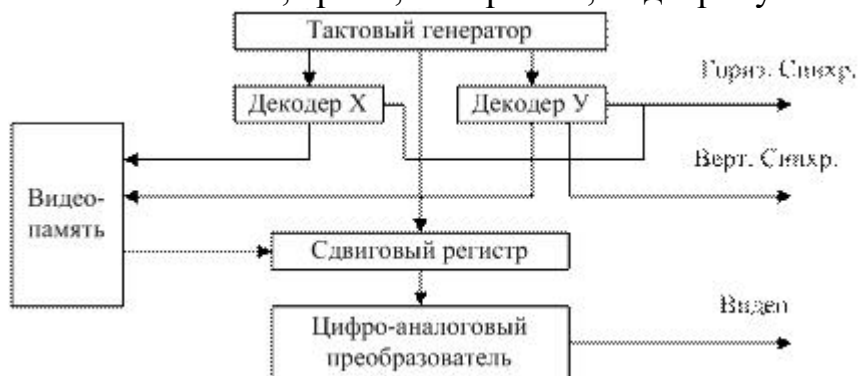 Тактовый генератор
Гориз. Синхр.
Декодер X
Декодер У
Верт. Синхр.
Видео-
память
Сдвиговый регистр
Видео
Цифро-аналоговый
преобразователь